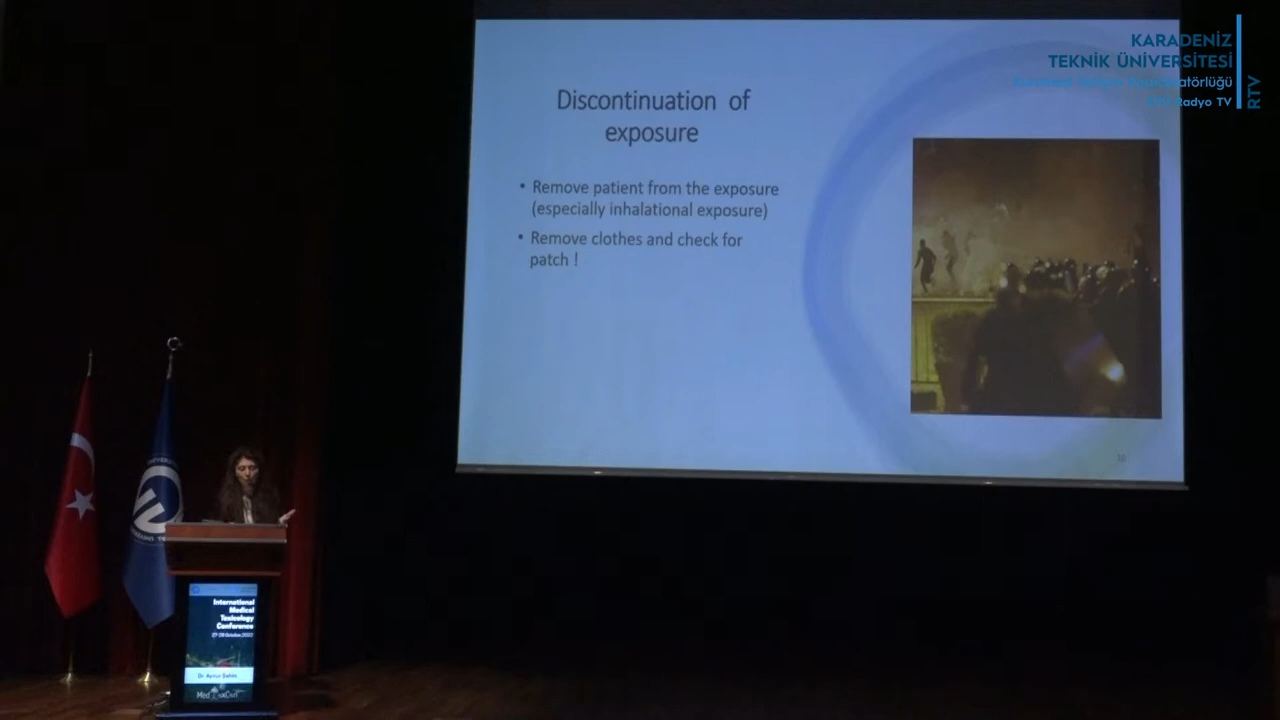 KARADENİZ
TEKNİK ÜNİVERSİTESİ
Radyo TV
RTV
Discontinuation of
exposure
• Remove patient from the exposure
(especially inhalational exposure)
• Remove clothes and check for
patch !
International
Medical
Toxicology
Conference
Dr